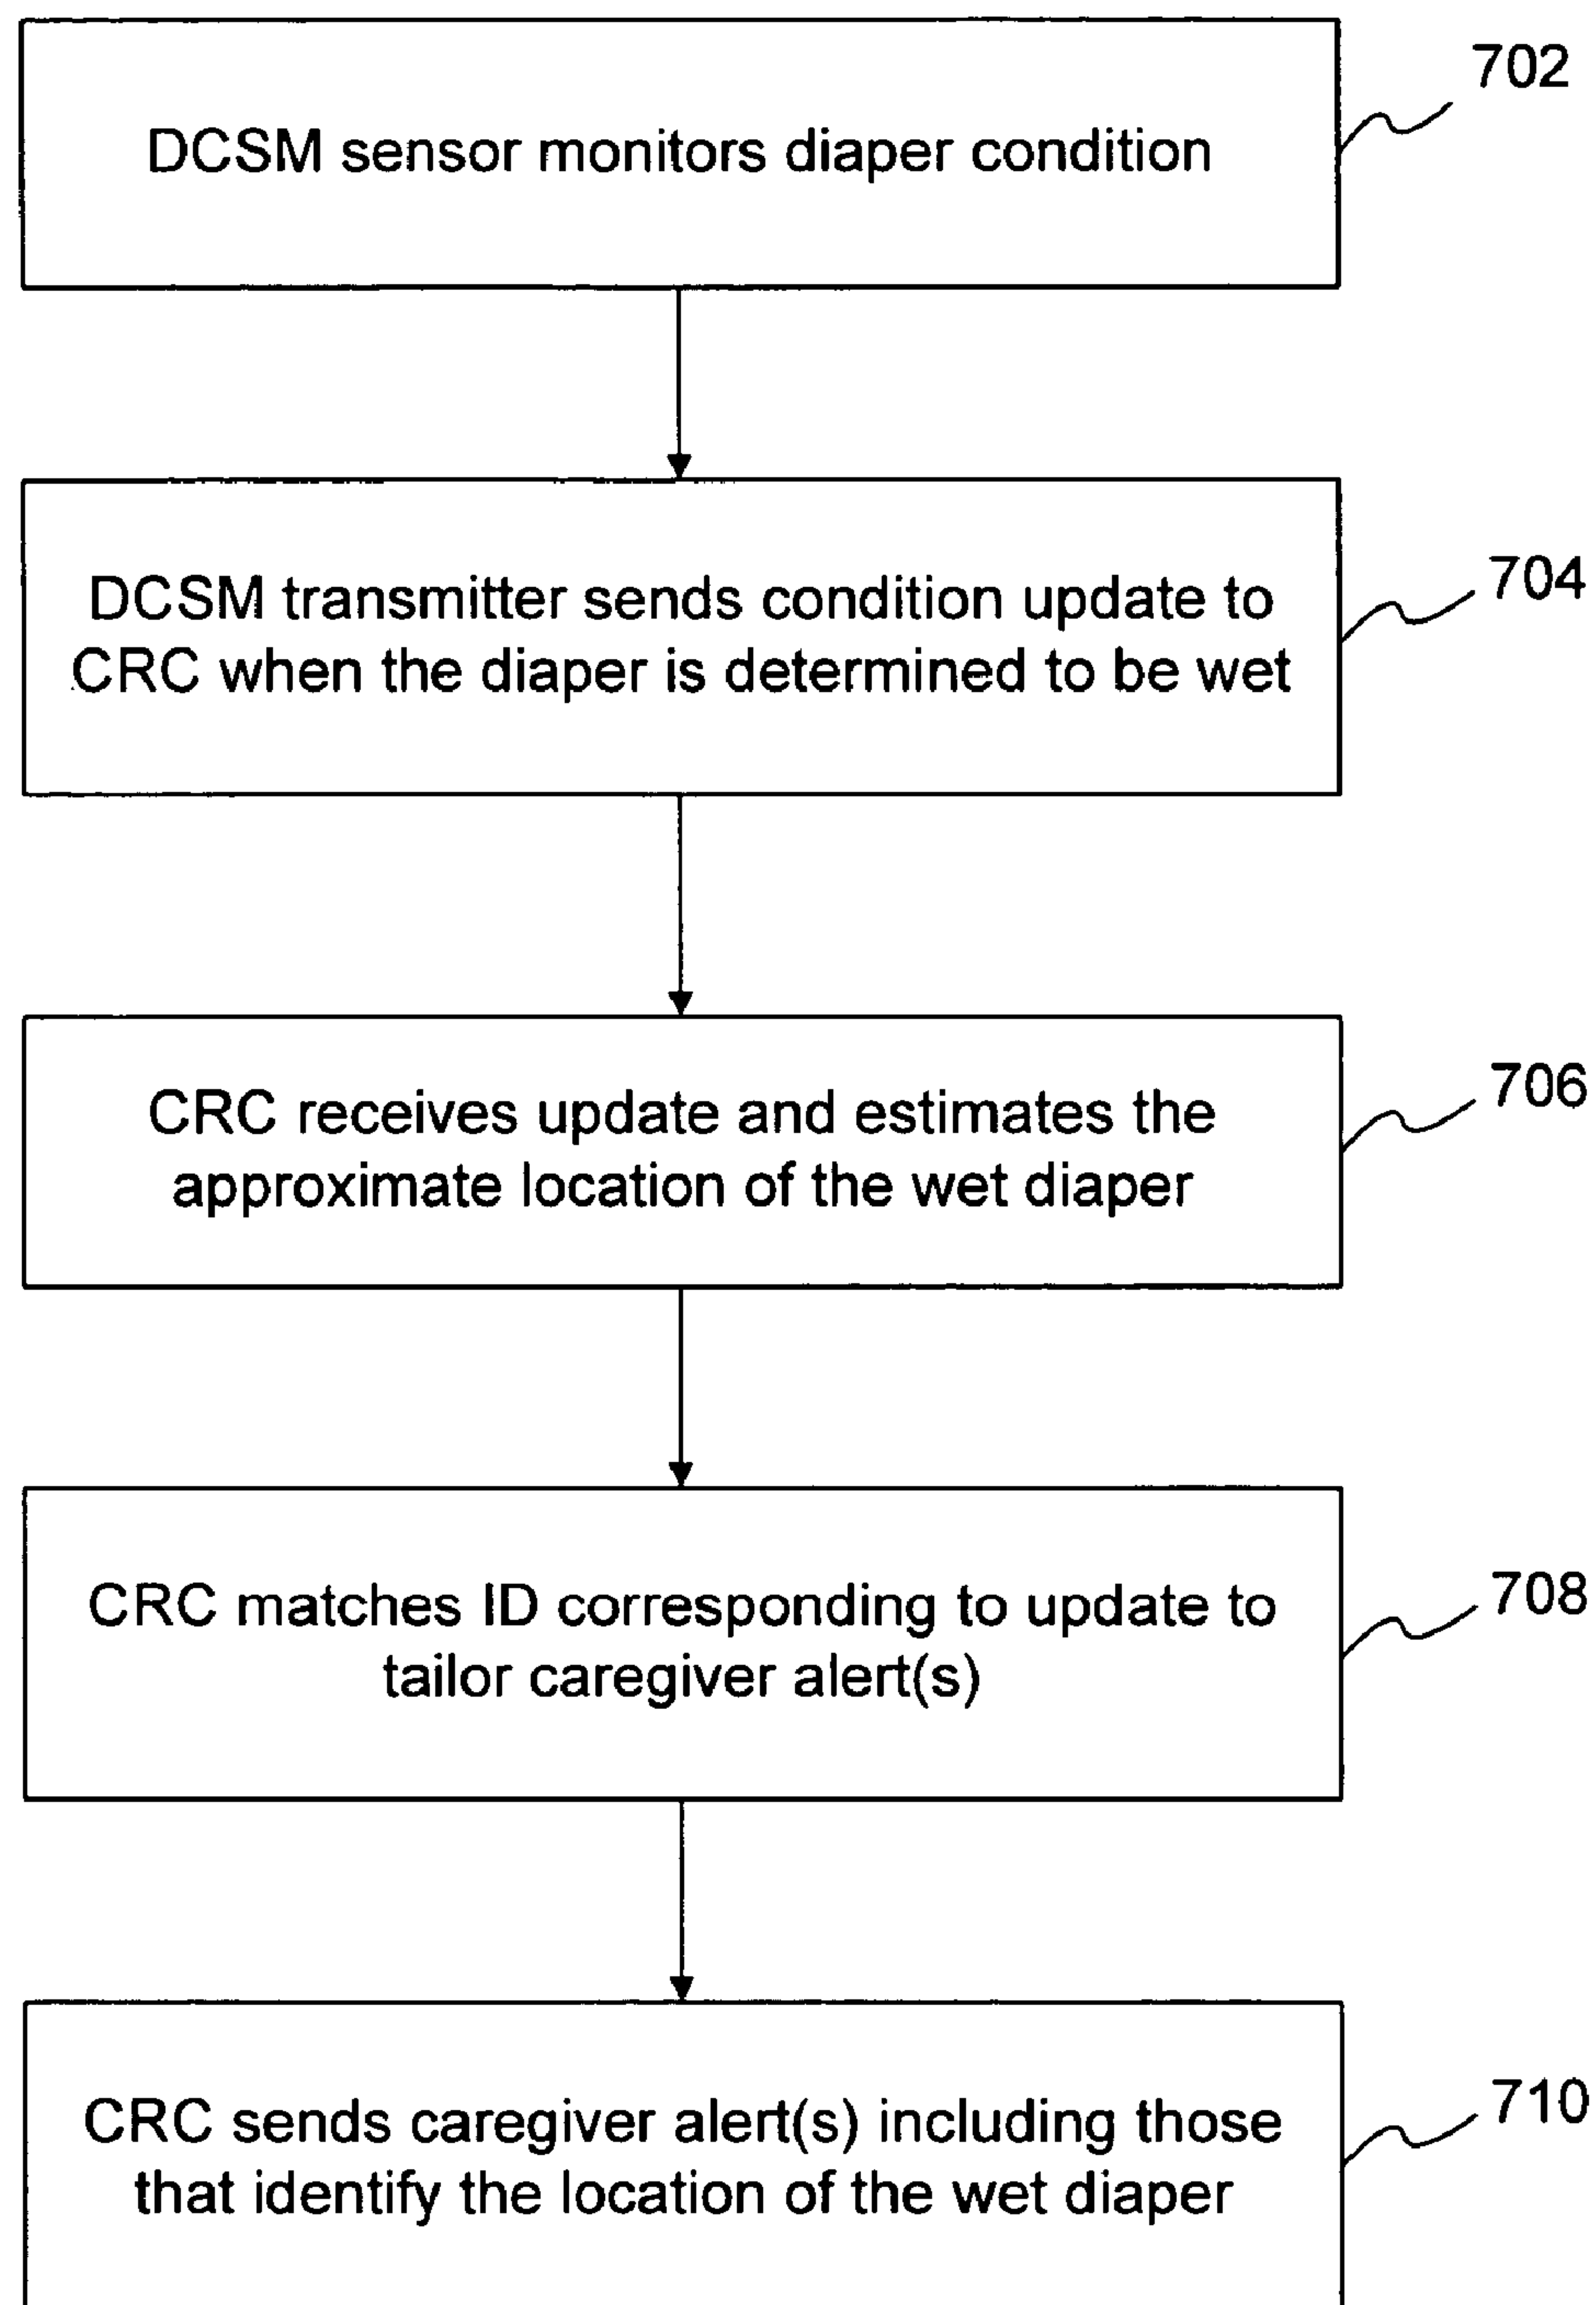 702
DCSM sensor monitors diaper condition
704
DCSM transmitter sends condition update to
CRC when the diaper is determined to be wet
706
CRC receives update and estimates the
approximate location of the wet diaper
708
CRC matches ID corresponding to update to
tailor caregiver alert(s)
710
CRC sends caregiver alert(s) including those
that identify the location of the wet diaper